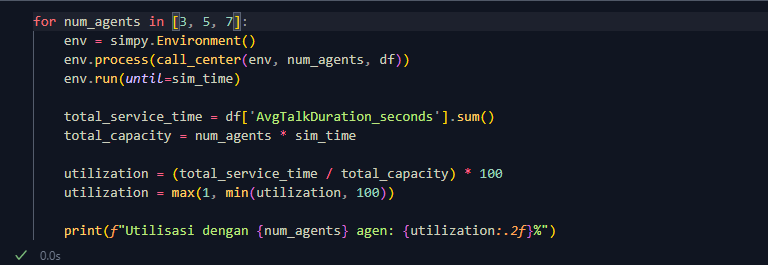 for num_agents in [3, 5, 7]:
    env = simpy.Environment()
    env.process(call_center(env, num_agents, df))
    env.run(until=sim_time)

    total_service_time = df['AvgTalkDuration_seconds'].sum()
    total_capacity = num_agents * sim_time

    utilization = (total_service_time / total_capacity) * 100
    utilization = max(1, min(utilization, 100))

    print(f"Utilisasi dengan {num_agents} agen: {utilization:.2f}%")
0.0s